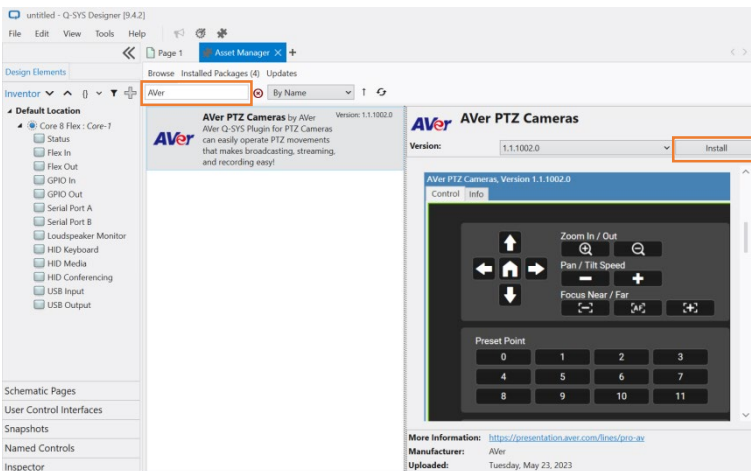 untitled - Q-SYS Designer [9.4.2]
File Edit View Tools Help
Page 1 Asset Manager
Design Elements
Browse Installed Packages (4) Updates
Inventory
AVer
By Name
Default Location
Core 8 Flex : Core-1
Status
Flex In
Flex Out
GPIO In
GPIO Out
Serial Port A
Serial Port B
Loudspeaker Monitor
HID Keyboard
HID Media
HID Conferencing
USB Input
USB Output
Schematic Pages
User Control Interfaces
Snapshots
Named Controls
Inspector
AVer
AVer PTZ Cameras by AVer Version: 1.1.1002.0
AVer Q-SYS Plugin for PTZ Cameras
can easily operate PTZ movements
that makes broadcasting, streaming,
and recording easy!
AVer AVer PTZ Cameras
Version: 1.1.1002.0 Install
AVer PTZ Cameras, Version 1.1.1002.0
Control Info
Zoom In / Out
Pan / Tilt Speed
Focus Near / Far
AF
Preset Point
0 1 2 3
4 5 6 7
8 9 10 11
More Information: https://presentation.aver.com/lines/pro-av
Manufacturer: AVer
Uploaded: Tuesday, May 23, 2023